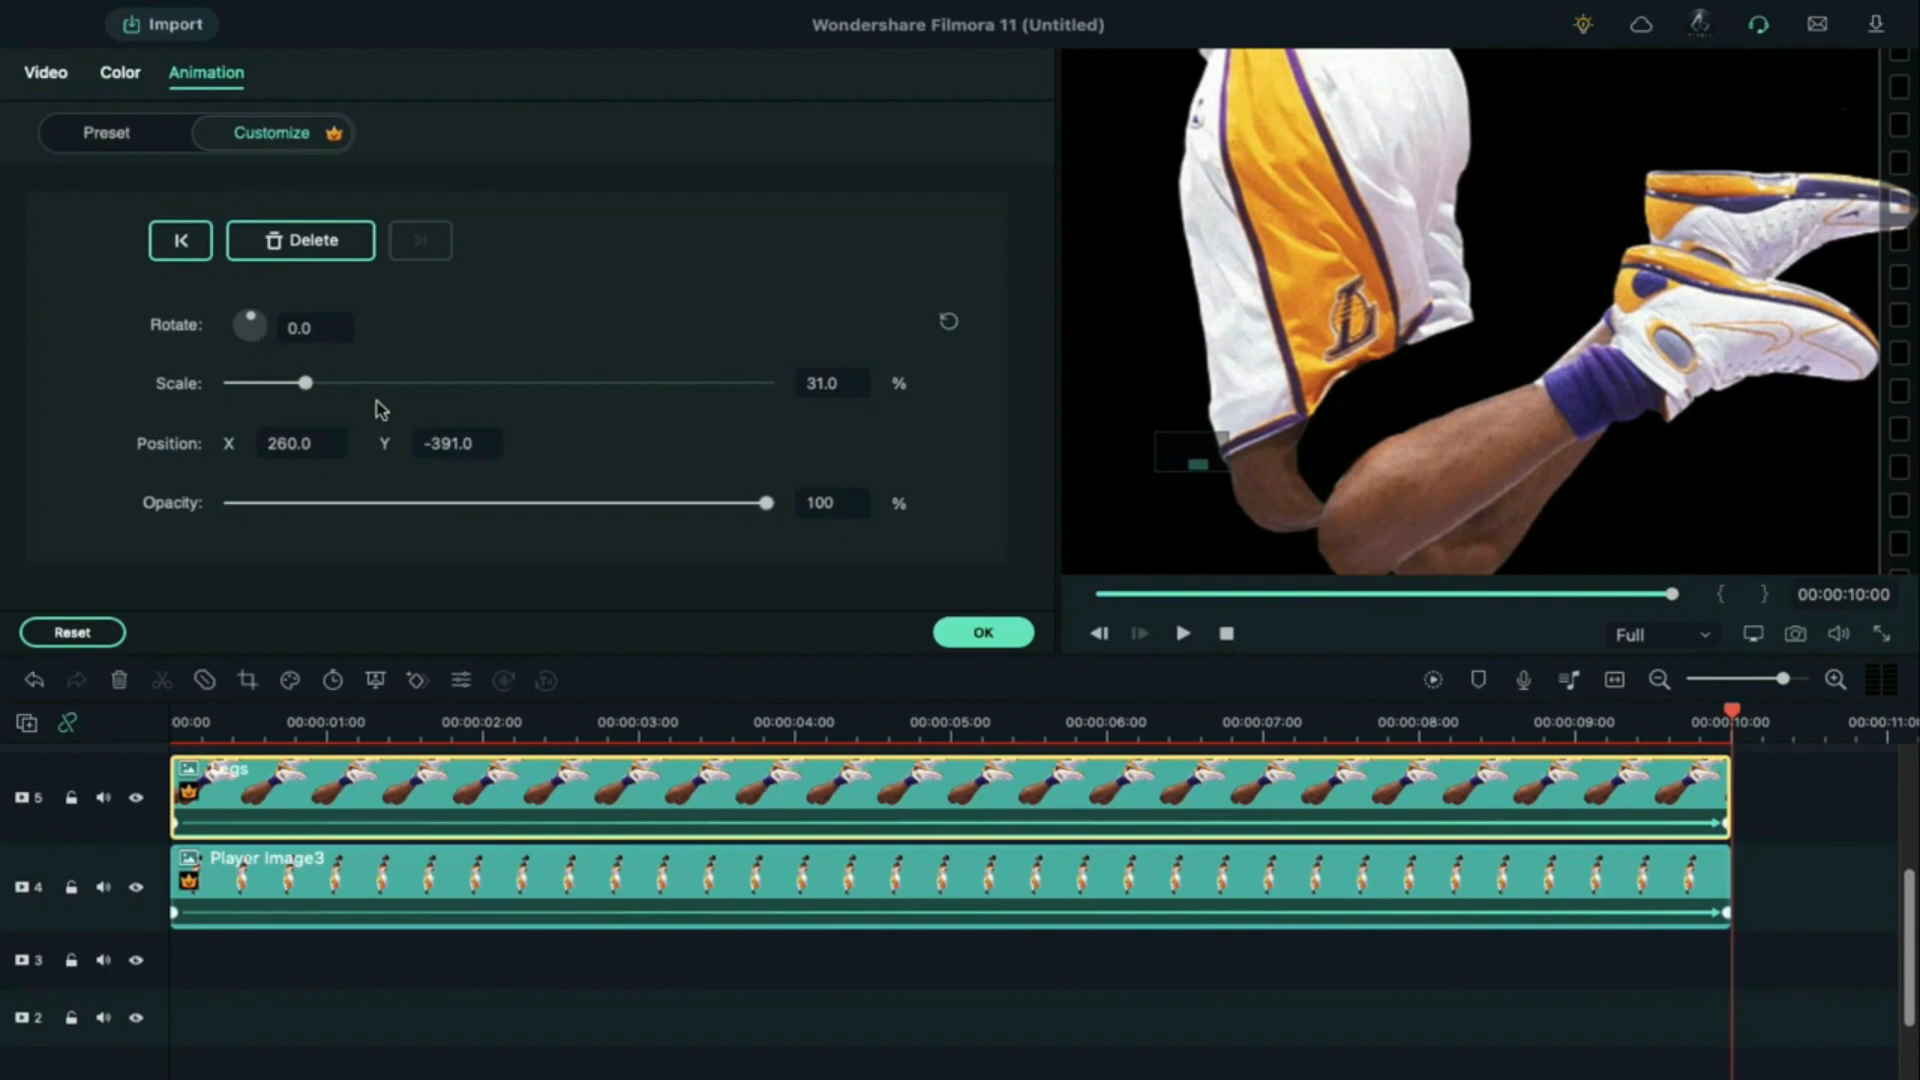 Import
Wondershare Filmora 11 (Untitled)
Video Color Animation
Preset Customize
Delete
Rotate: 0.0
Scale: 31.0 %
Position: X 260.0 Y -391.0
Opacity: 100 %
Reset OK
{ } 00:00:10:00
Full
00:00 00:00:01:00 00:00:02:00 00:00:03:00 00:00:04:00 00:00:05:00 00:00:06:00 00:00:07:00 00:00:08:00 00:00:09:00 00:00:10:00 00:00:11:00
Legs
5
Player Image3
4
3
2
L